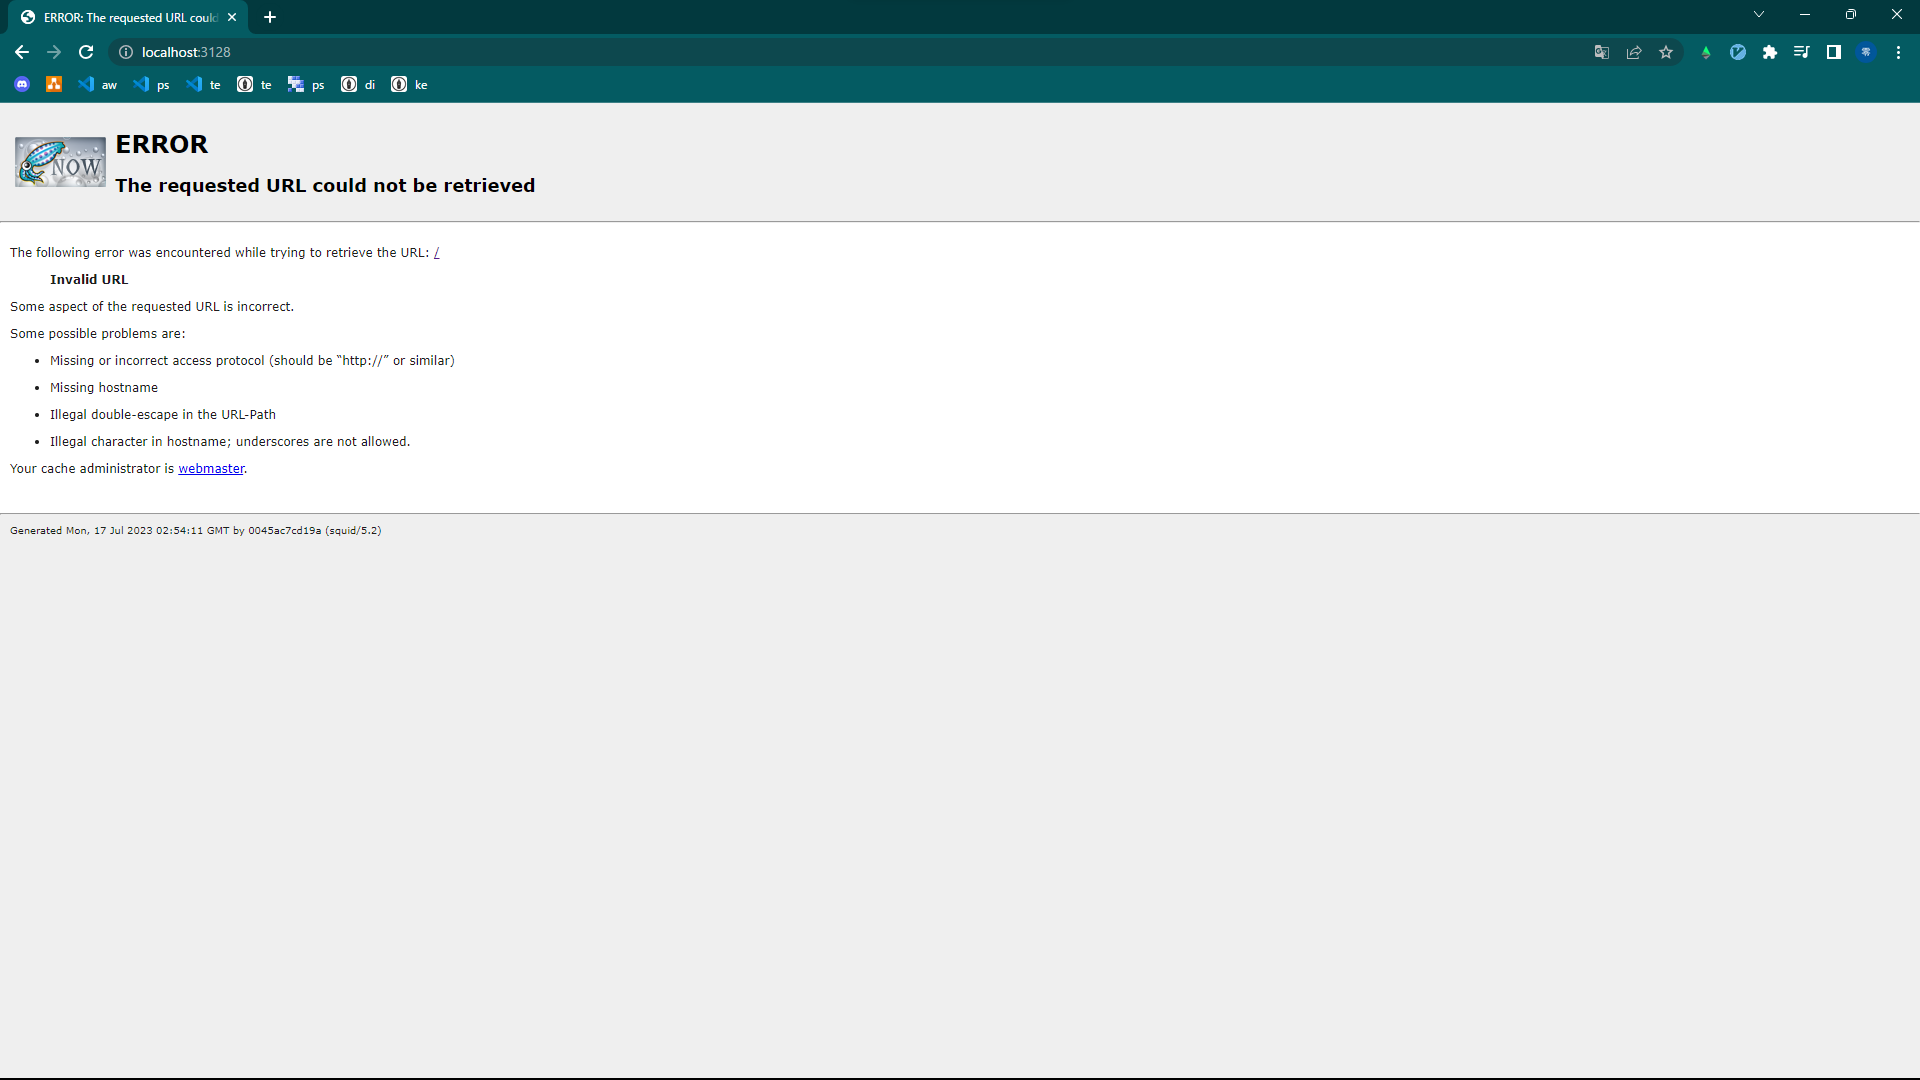 ERROR: The requested URL could
localhost:3128
aw ps te te ps di ke
NOW
ERROR
The requested URL could not be retrieved
The following error was encountered while trying to retrieve the URL: /
Invalid URL
Some aspect of the requested URL is incorrect.
Some possible problems are:
• Missing or incorrect access protocol (should be “http://” or similar)
• Missing hostname
• Illegal double-escape in the URL-Path
• Illegal character in hostname; underscores are not allowed.
Your cache administrator is webmaster.
Generated Mon, 17 Jul 2023 02:54:11 GMT by 0045ac7cd19a (squid/5.2)